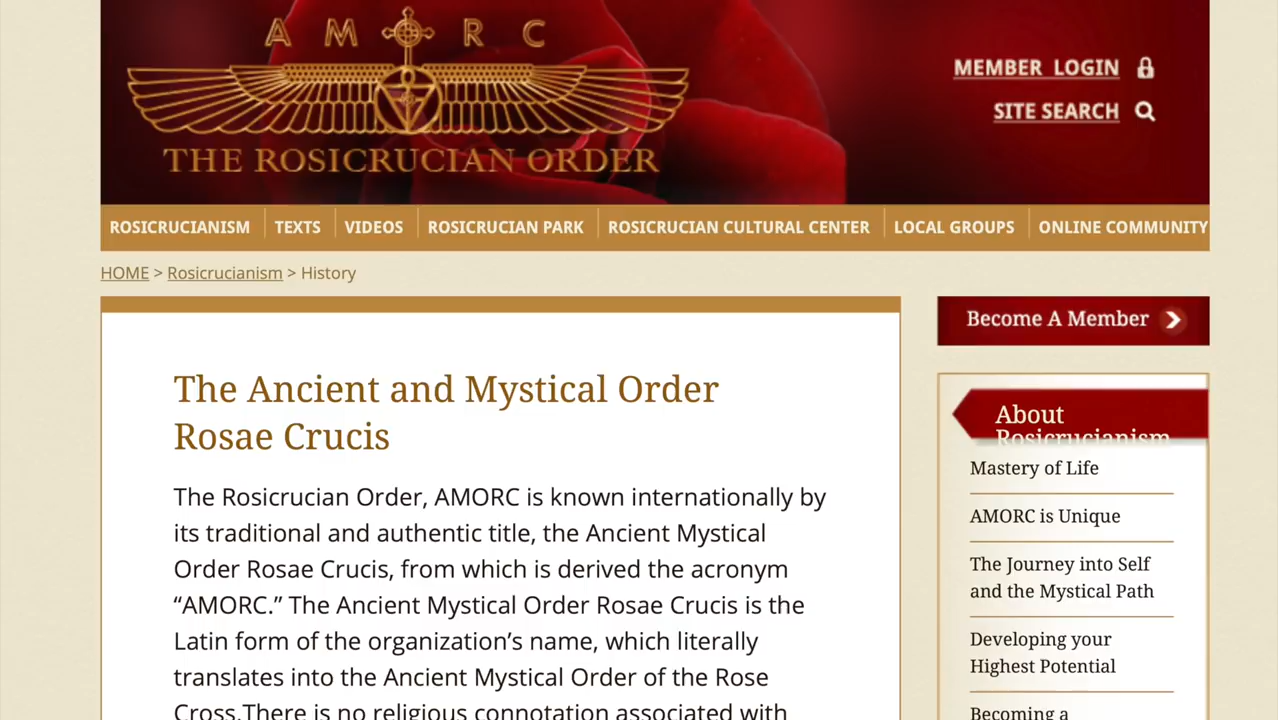 A M R C
THE ROSICRUCIAN ORDER
MEMBER LOGIN
SITE SEARCH
ROSICRUCIANISM TEXTS VIDEOS ROSICRUCIAN PARK ROSICRUCIAN CULTURAL CENTER LOCAL GROUPS ONLINE COMMUNITY
HOME > Rosicrucianism > History
The Ancient and Mystical Order
Rosae Crucis
The Rosicrucian Order, AMORC is known internationally by
its traditional and authentic title, the Ancient Mystical
Order Rosae Crucis, from which is derived the acronym
“AMORC.” The Ancient Mystical Order Rosae Crucis is the
Latin form of the organization’s name, which literally
translates into the Ancient Mystical Order of the Rose
Cross.There is no religious connotation associated with
Become A Member
About
Rosicrucianism
Mastery of Life
AMORC is Unique
The Journey into Self
and the Mystical Path
Developing your
Highest Potential
Becoming a